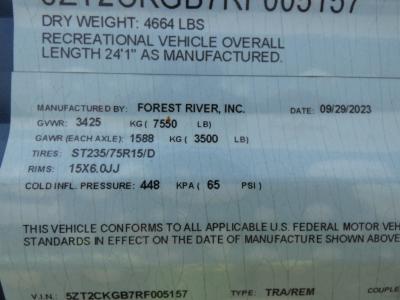 5ZT2CKGB7RF005157
DRY WEIGHT: 4664 LBS
RECREATIONAL VEHICLE OVERALL
LENGTH 24'1" AS MANUFACTURED.
MANUFACTURED BY: FOREST RIVER, INC. DATE: 09/29/2023
GVWR: 3425 KG ( 7550 LB)
GAWR (EACH AXLE): 1588 KG ( 3500 LB)
TIRES: ST235/75R15/D
RIMS: 15X6.0JJ
COLD INFL. PRESSURE: 448 KPA ( 65 PSI )
THIS VEHICLE CONFORMS TO ALL APPLICABLE U.S. FEDERAL MOTOR VEH
STANDARDS IN EFFECT ON THE DATE OF MANUFACTURE SHOWN ABOVE
V.I.N.: 5ZT2CKGB7RF005157 TYPE: TRA/REM